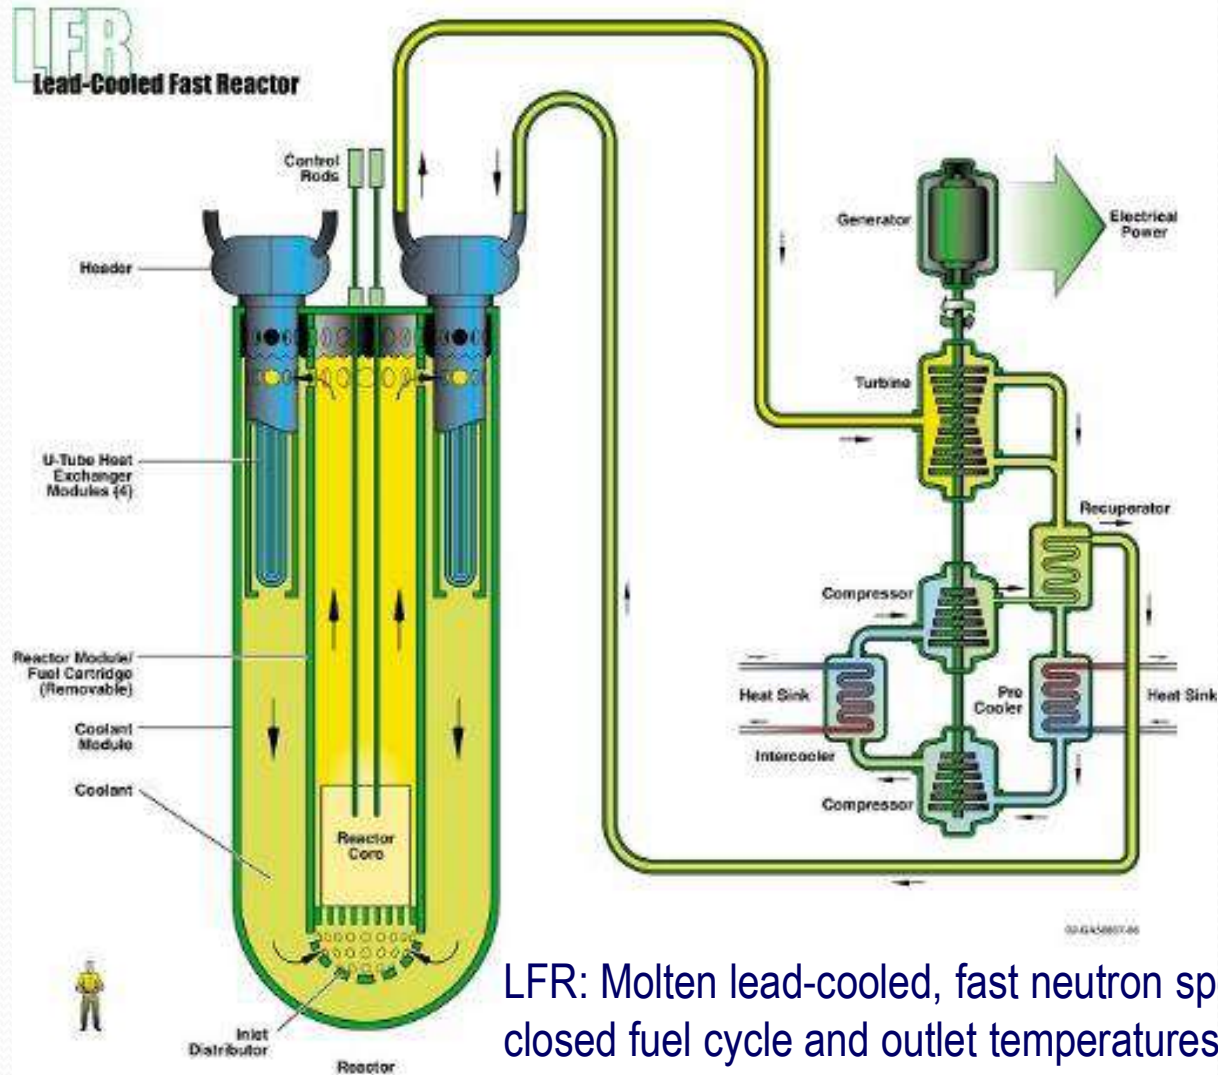 LFR
Lead-Cooled Fast Reactor
Control
Rods
Header
U-Tube Heat
Exchanger
Modules (4)
Reactor Module/
Fuel Cartridge
(Removable)
Coolant
Module
Coolant
Reactor
Core
Inlet
Distributor
Reactor
Generator
Electrical
Power
Turbine
Recuperator
Compressor
Heat Sink
Pre
Cooler
Heat Sink
Intercooler
Compressor
LFR: Molten lead-cooled, fast neutron sp
closed fuel cycle and outlet temperatures